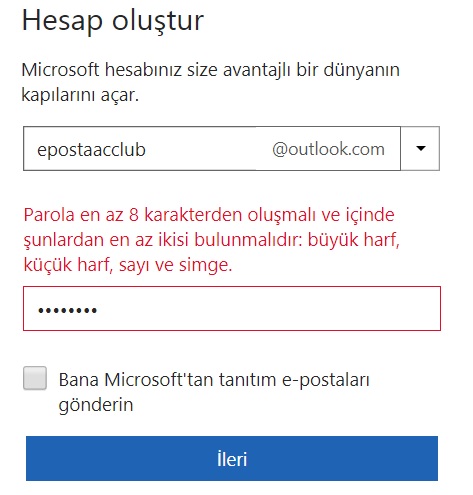 Hesap oluştur
Microsoft hesabınız size avantajlı bir dünyanın
kapılarını açar.
epostaacclub @outlook.com
Parola en az 8 karakterden oluşmalı ve içinde
şunlardan en az ikisi bulunmalıdır: büyük harf,
küçük harf, sayı ve simge.
••••••••
Bana Microsoft'tan tanıtım e-postaları
gönderin
İleri